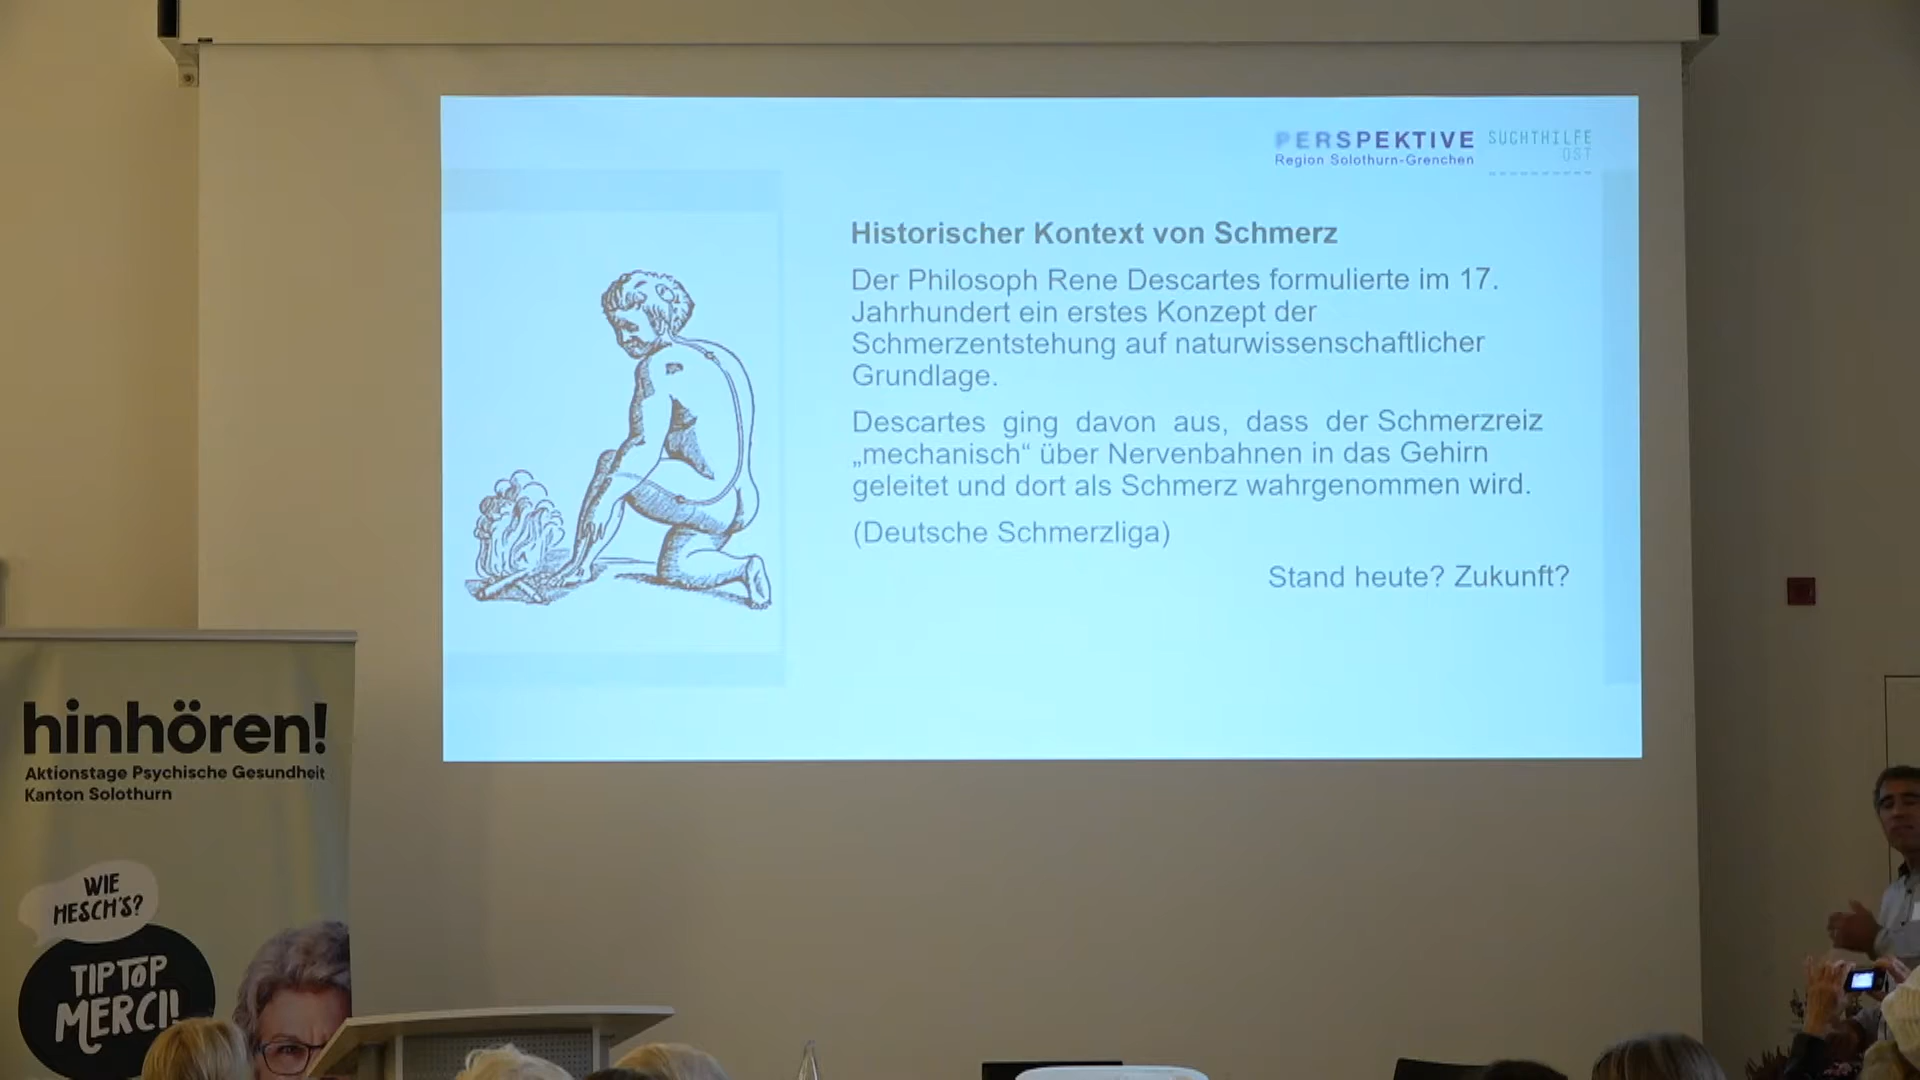 PERSPEKTIVE
Region Solothurn-Grenchen
SUCHTHILFE
OST
Historischer Kontext von Schmerz
Der Philosoph Rene Descartes formulierte im 17.
Jahrhundert ein erstes Konzept der
Schmerzentstehung auf naturwissenschaftlicher
Grundlage.
Descartes ging davon aus, dass der Schmerzreiz
„mechanisch“ über Nervenbahnen in das Gehirn
geleitet und dort als Schmerz wahrgenommen wird.
(Deutsche Schmerzliga)
Stand heute? Zukunft?
hinhören!
Aktionstage Psychische Gesundheit
Kanton Solothurn
WIE
HESCH'S?
TIPTOP
MERCI!